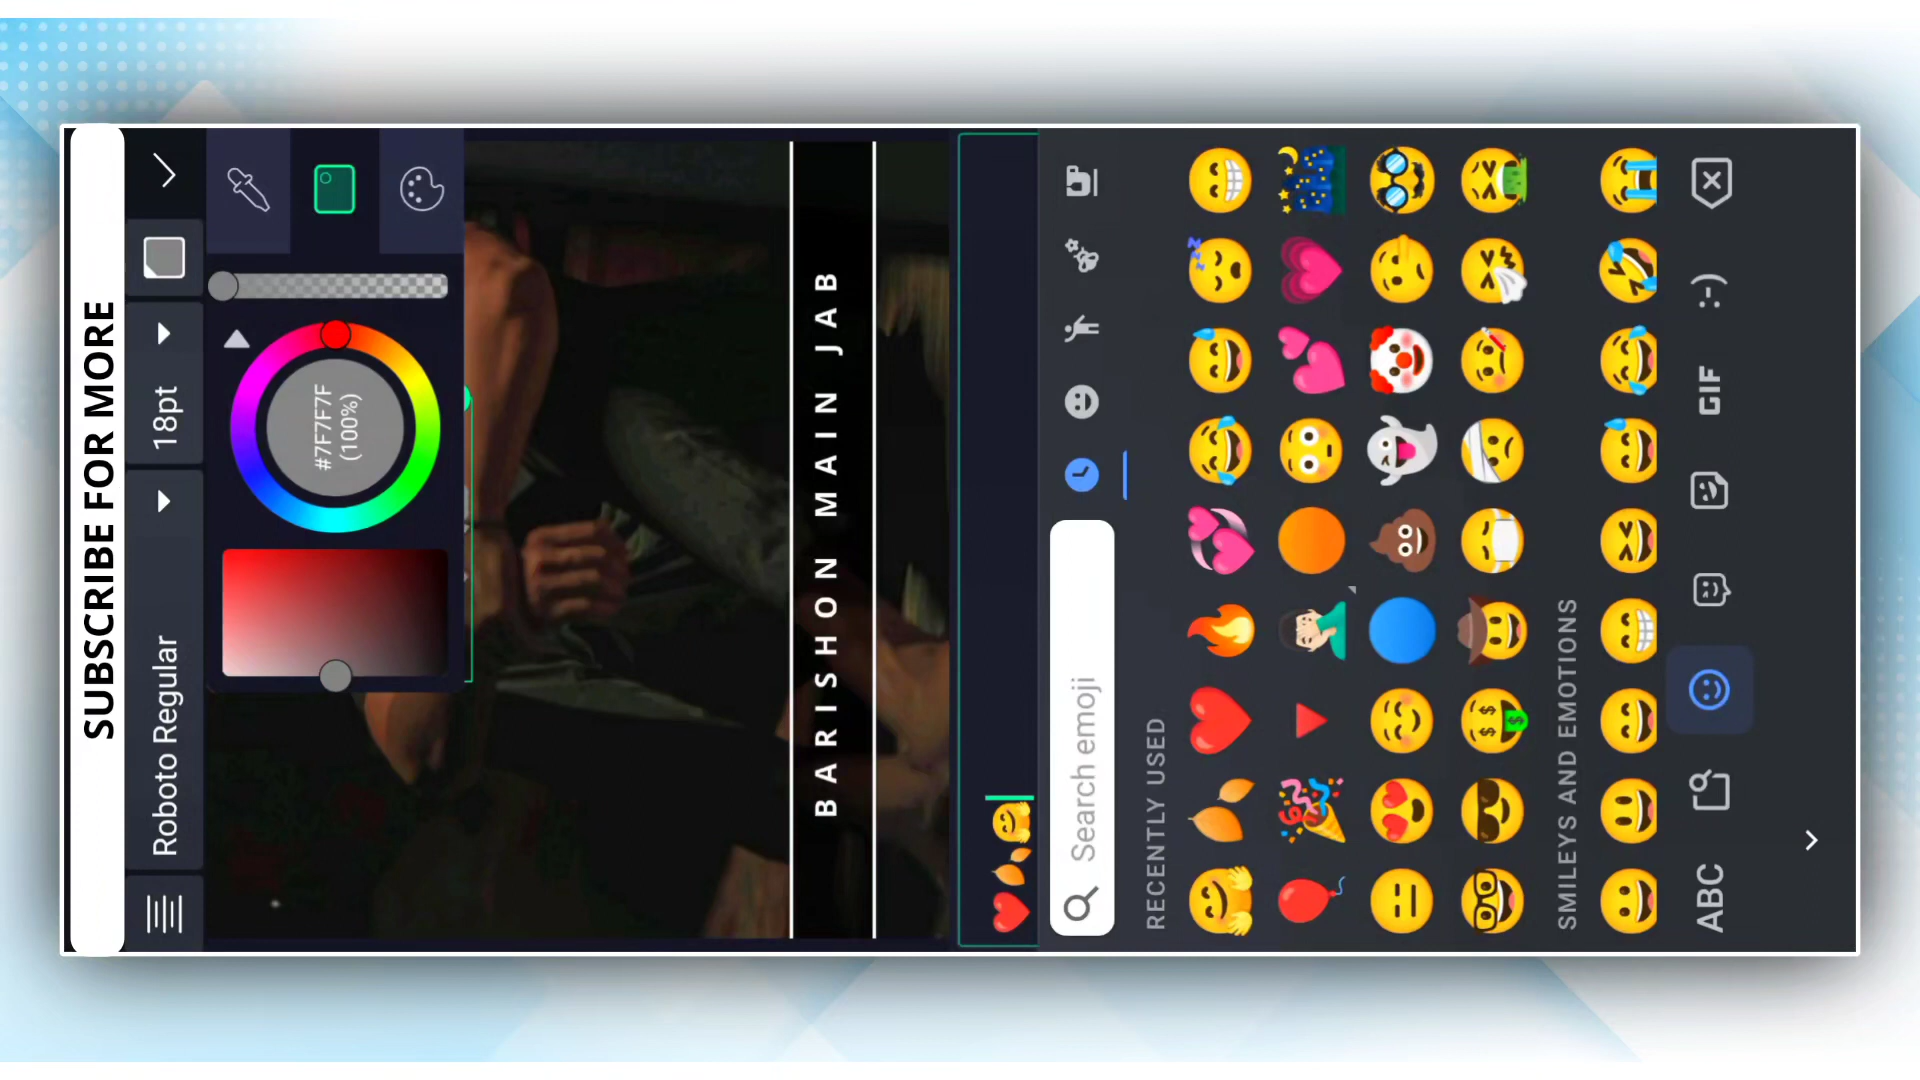 SUBSCRIBE FOR MORE
Roboto Regular
18pt
#7F7F7F
(100%)
BARISHON MAIN JAB
Search emoji
RECENTLY USED
SMILEYS AND EMOTIONS
ABC
GIF
:-)